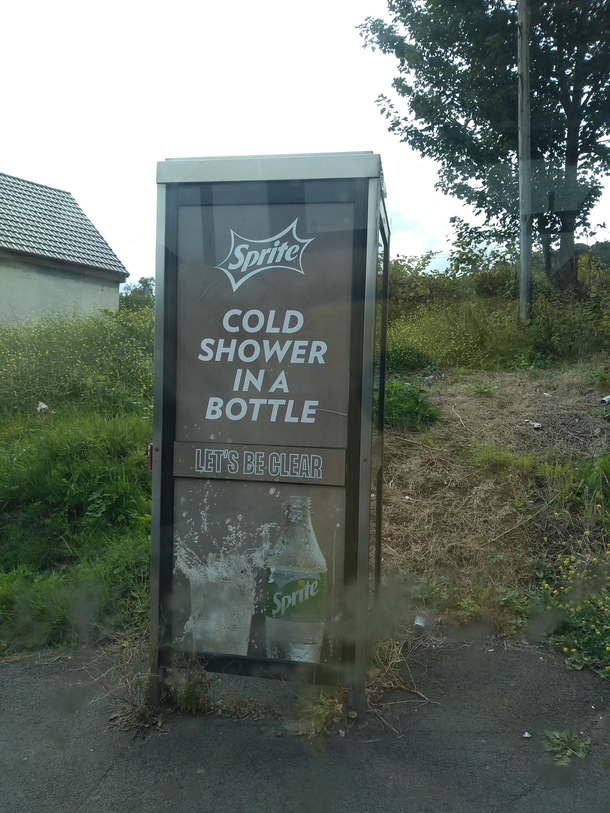 Sprite
COLD
SHOWER
IN A
BOTTLE
LET'S BE CLEAR
Sprite